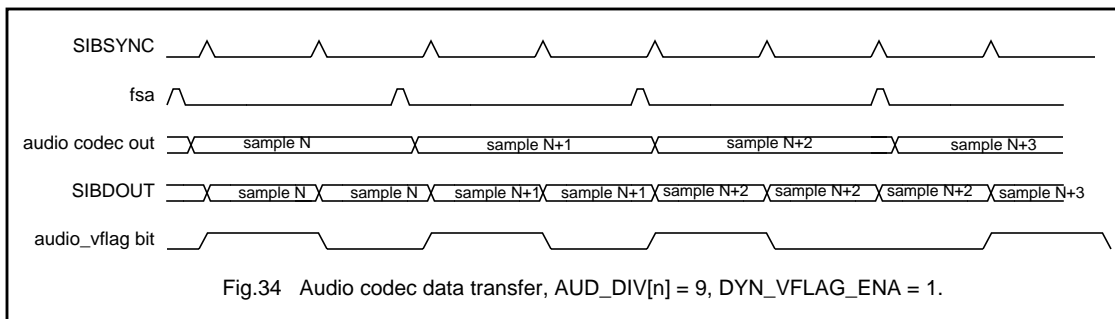 SIBSYNC
fsa
audio codec out sample N sample N+1 sample N+2 sample N+3
SIBDOUT sample N sample N sample N+1 sample N+1 sample N+2 sample N+2 sample N+2 sample N+3
audio_vflag bit
Fig.34 Audio codec data transfer, AUD_DIV[n] = 9, DYN_VFLAG_ENA = 1.